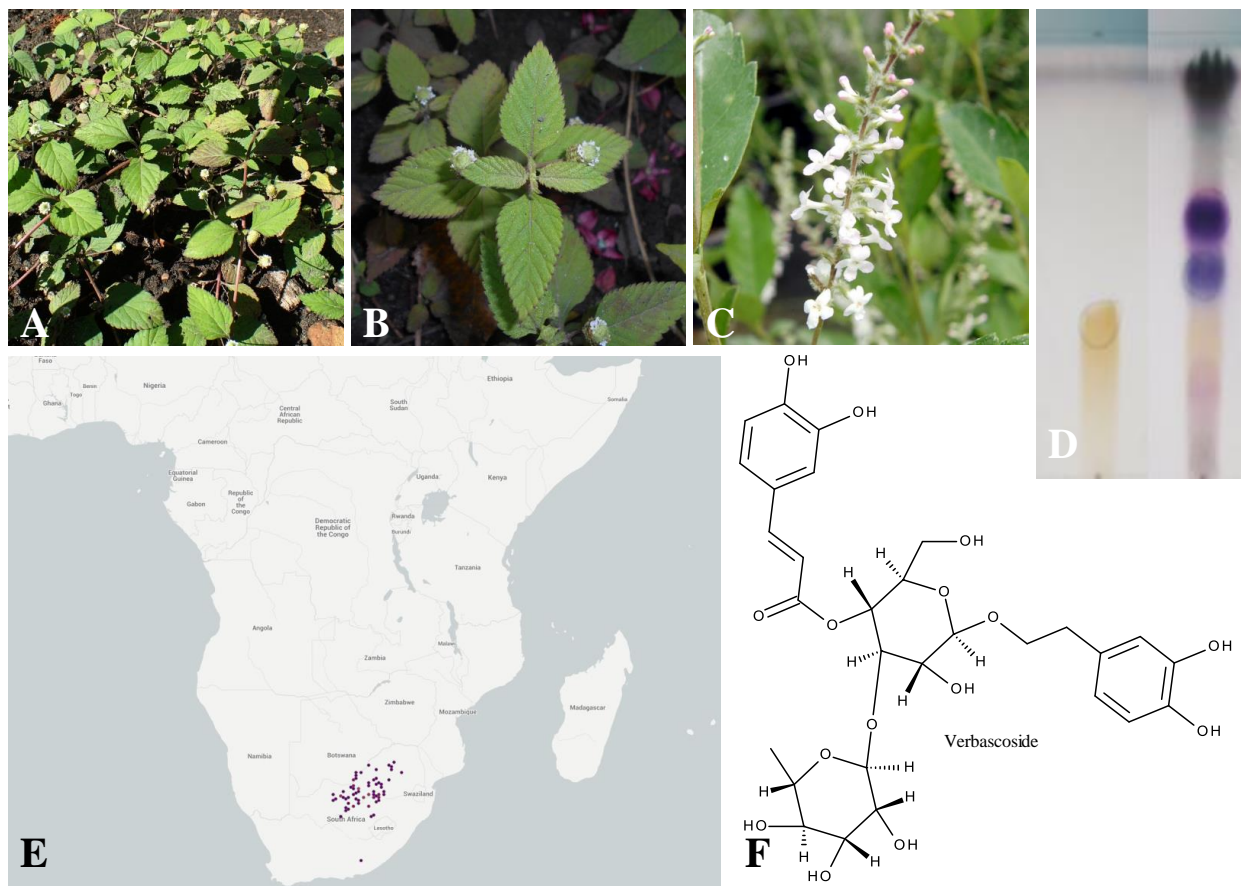 A
B
C
D
Faso
Benin
Togo
Ghana
Nigeria
Cameroon
Central
African
Republic
South
Sudan
Ethiopia
Somalia
Equatorial
Guinea
Gabon
Republic
of
the
Congo
Uganda
Kenya
Rwanda
Burundi
Democratic
Republic of
the Congo
Tanzania
Angola
Malawi
Zambia
Zimbabwe
Mozambique
Madagascar
Namibia
Botswana
Swaziland
South Africa
Lesotho
E
OH
OH
O
O
H
H
OH
O
O
H
H
H
OH
OH
OH
O
Verbascoside
O
H
H
H
HO
H
OH
HO
H
F